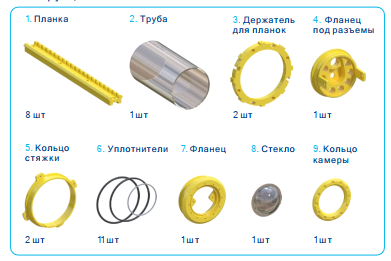 1. Планка
8 шт
2. Труба
1 шт
3. Держатель
для планок
2 шт
4. Фланец
под разъемы
1 шт
5. Кольцо
стяжки
2 шт
6. Уплотнители
11 шт
7. Фланец
1 шт
8. Стекло
1 шт
9. Кольцо
камеры
1 шт